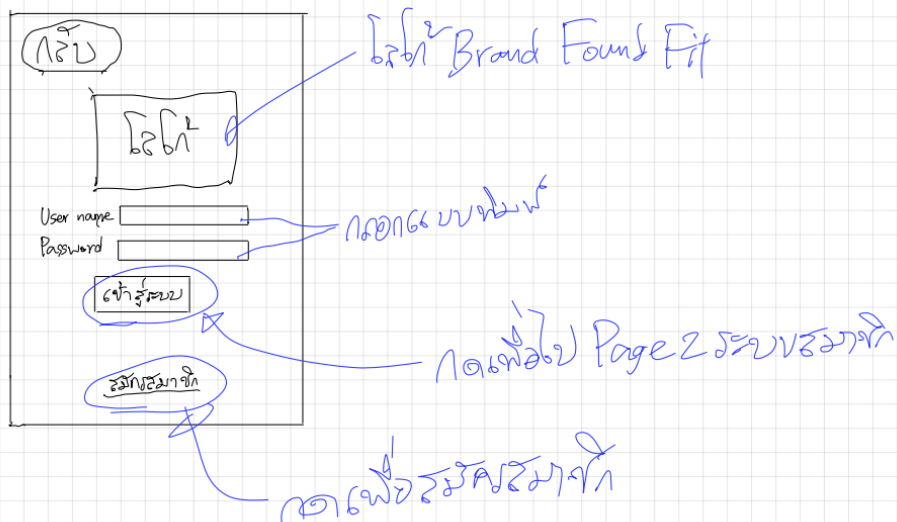 กลับ
โลโก้ Brand Found Fit
โลโก้
User name
Password
กรอกแบบพิมพ์
เข้าสู่ระบบ
กดเพื่อไป Page 2 ระบบสมาชิก
สมัครสมาชิก
กดเพื่อสมัครสมาชิก